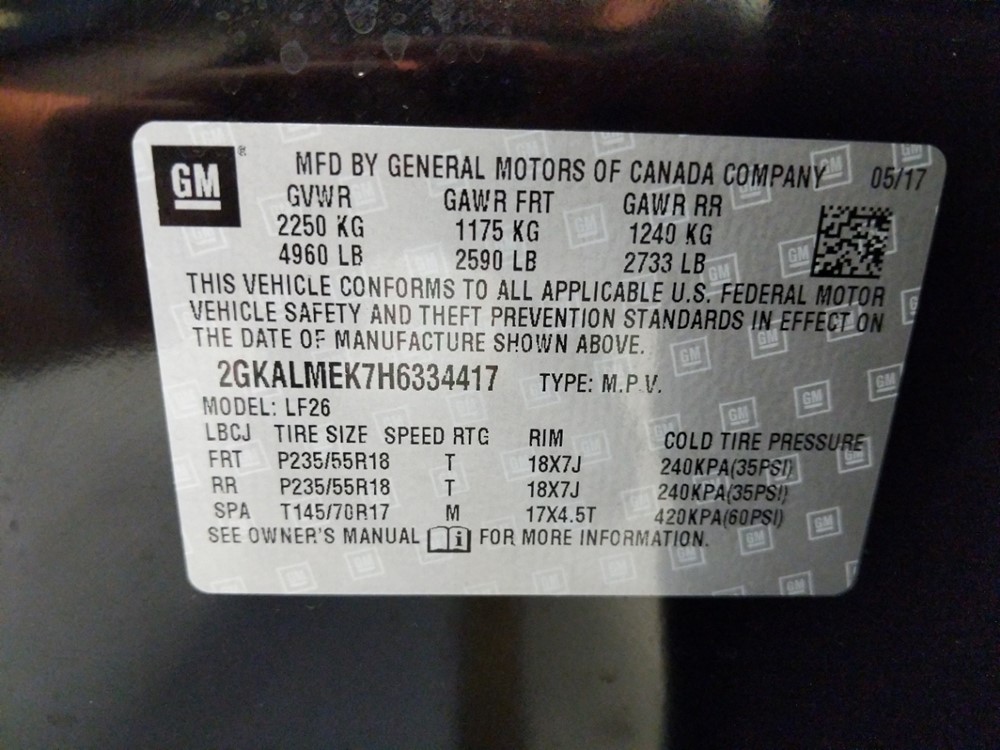 GM ® MFD BY GENERAL MOTORS OF CANADA COMPANY 05/17
GVWR GAWR FRT GAWR RR
2250 KG 1175 KG 1240 KG
4960 LB 2590 LB 2733 LB
THIS VEHICLE CONFORMS TO ALL APPLICABLE U.S. FEDERAL MOTOR
VEHICLE SAFETY AND THEFT PREVENTION STANDARDS IN EFFECT ON
THE DATE OF MANUFACTURE SHOWN ABOVE.
2GKALMEK7H6334417 TYPE: M.P.V.
MODEL: LF26
LBCJ TIRE SIZE SPEED RTG RIM COLD TIRE PRESSURE
FRT P235/55R18 T 18X7J 240KPA(35PSI)
RR P235/55R18 T 18X7J 240KPA(35PSI)
SPA T145/70R17 M 17X4.5T 420KPA(60PSI)
SEE OWNER'S MANUAL i FOR MORE INFORMATION.